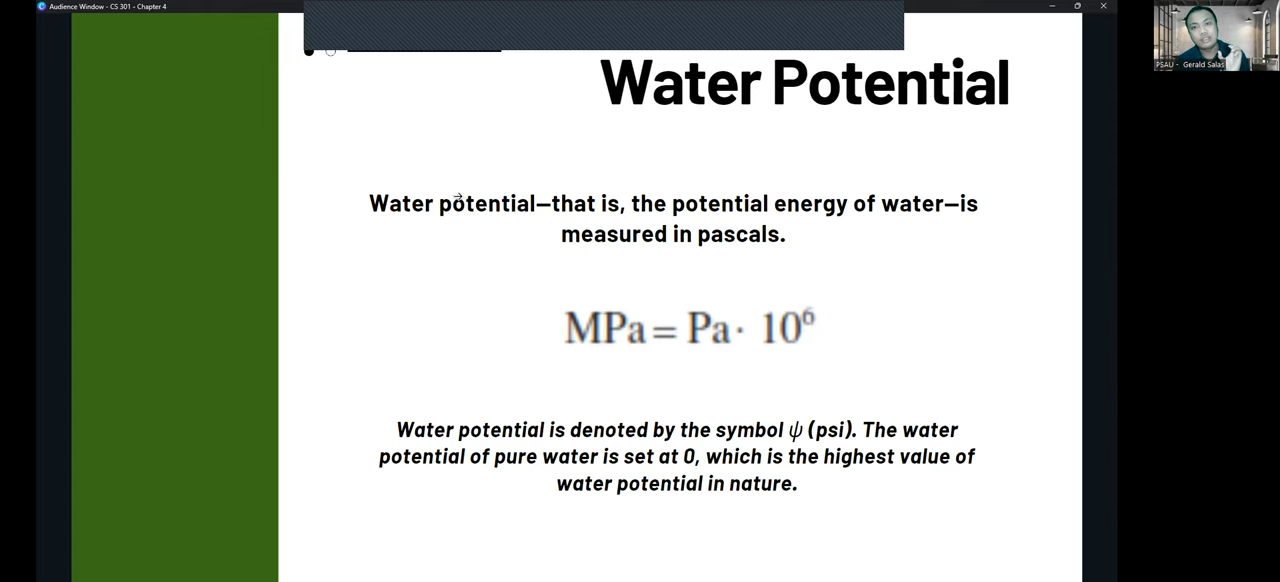 Audience Window - CS 301 - Chapter 4
PSAU - Gerald Salas
Water Potential
Water potential—that is, the potential energy of water—is
measured in pascals.
MPa = Pa · 10⁶
Water potential is denoted by the symbol ψ (psi). The water
potential of pure water is set at 0, which is the highest value of
water potential in nature.